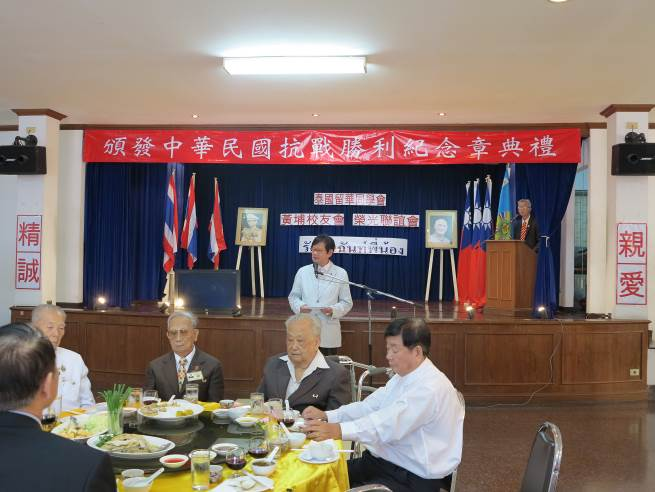 頒發中華民國抗戰勝利紀念章典禮
泰國留華同學會
黃埔校友會 榮光聯誼會
精誠
親愛